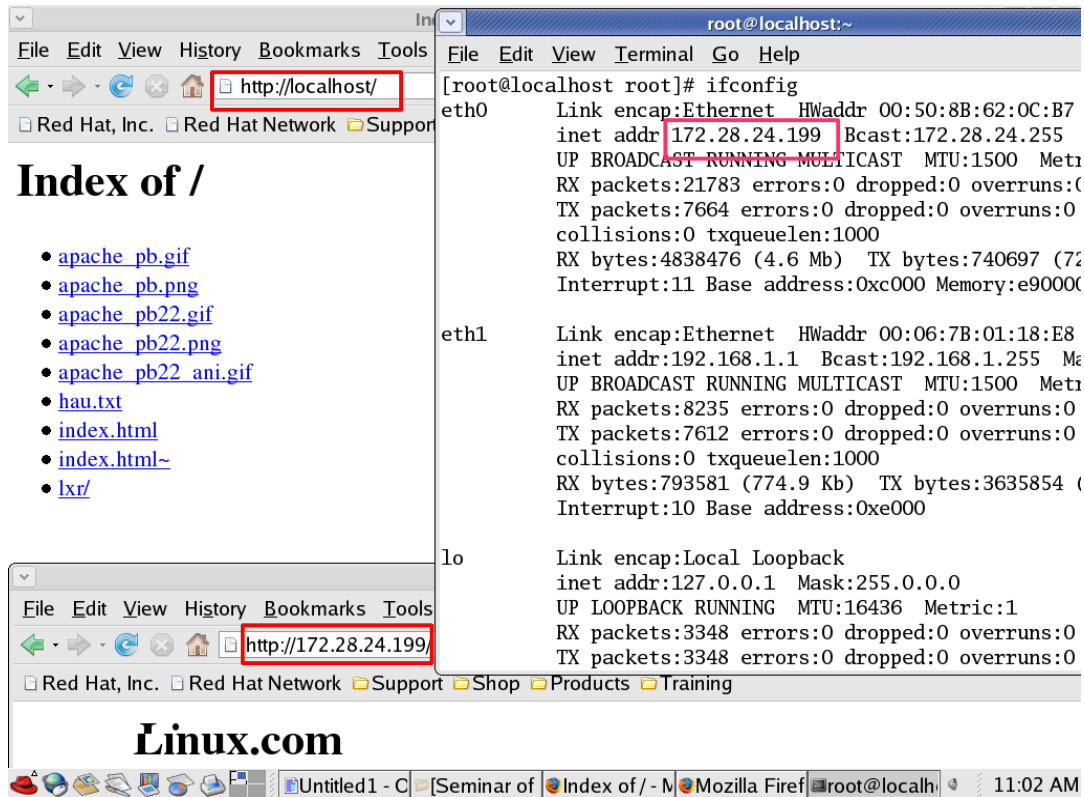 File Edit View History Bookmarks Tools
http://localhost/
Red Hat, Inc. Red Hat Network Support
Index of /
apache_pb.gif
apache_pb.png
apache_pb22.gif
apache_pb22.png
apache_pb22_ani.gif
hau.txt
index.html
index.html~
lxr/
root@localhost:~
File Edit View Terminal Go Help
[root@localhost root]# ifconfig
eth0 Link encap:Ethernet HWaddr 00:50:8B:62:0C:B7
inet addr 172.28.24.199 Bcast:172.28.24.255
UP BROADCAST RUNNING MULTICAST MTU:1500 Metr
RX packets:21783 errors:0 dropped:0 overruns:0
TX packets:7664 errors:0 dropped:0 overruns:0
collisions:0 txqueuelen:1000
RX bytes:4838476 (4.6 Mb) TX bytes:740697 (72
Interrupt:11 Base address:0xc000 Memory:e90000
eth1 Link encap:Ethernet HWaddr 00:06:7B:01:18:E8
inet addr:192.168.1.1 Bcast:192.168.1.255 Ma
UP BROADCAST RUNNING MULTICAST MTU:1500 Metr
RX packets:8235 errors:0 dropped:0 overruns:0
TX packets:7612 errors:0 dropped:0 overruns:0
collisions:0 txqueuelen:1000
RX bytes:793581 (774.9 Kb) TX bytes:3635854 (
Interrupt:10 Base address:0xe000
lo Link encap:Local Loopback
inet addr:127.0.0.1 Mask:255.0.0.0
UP LOOPBACK RUNNING MTU:16436 Metric:1
RX packets:3348 errors:0 dropped:0 overruns:0
TX packets:3348 errors:0 dropped:0 overruns:0
File Edit View History Bookmarks Tools
http://172.28.24.199/
Red Hat, Inc. Red Hat Network Support Shop Products Training
Linux.com
Untitled1 - O [Seminar of Index of / - M Mozilla Firef root@localh 11:02 AM